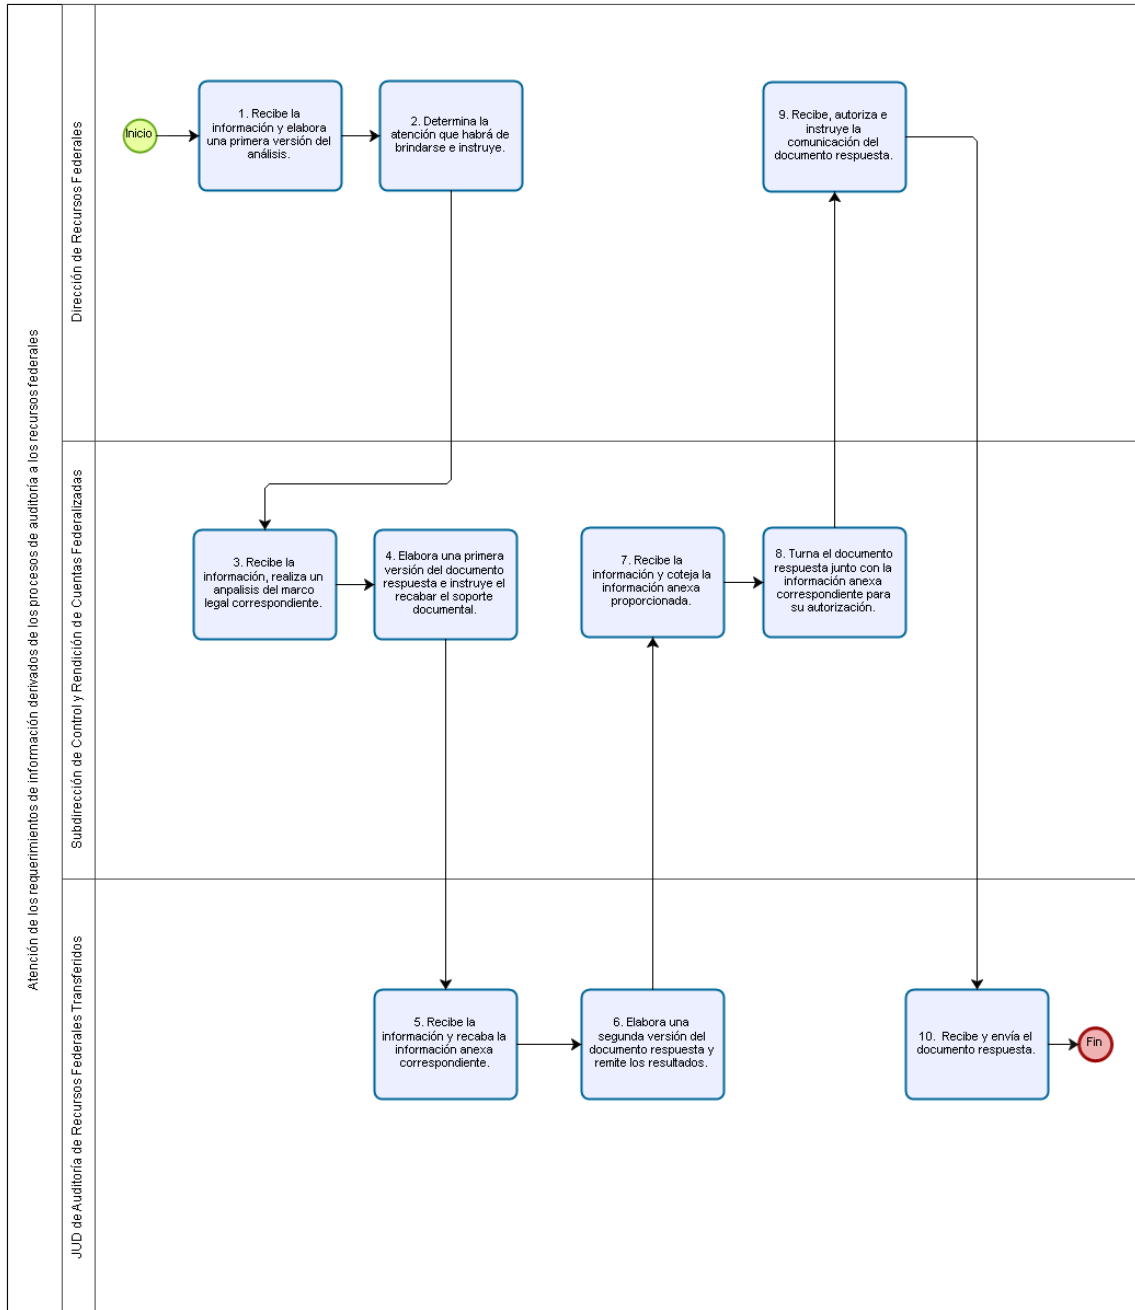 Atención de los requerimientos de información derivados de los procesos de auditoría a los recursos federales
Dirección de Recursos Federales
Inicio
1. Recibe la
información y elabora
una primera versión del
análisis.
2. Determina la
atención que habrá de
brindarse e instruye.
9. Recibe, autoriza e
instruye la
comunicación del
documento respuesta.
Subdirección de Control y Rendición de Cuentas Federalizadas
3. Recibe la
información, realiza un
anpalisis del marco
legal correspondiente.
4. Elabora una primera
versión del documento
respuesta e instruye el
recabar el soporte
documental.
7. Recibe la
información y coteja la
información anexa
proporcionada.
8. Turna el documento
respuesta junto con la
información anexa
correspondiente para
su autorización.
JUD de Auditoría de Recursos Federales Transferidos
5. Recibe la
información y recaba la
información anexa
correspondiente.
6. Elabora una
segunda versión del
documento respuesta y
remite los resultados.
10. Recibe y envía el
documento respuesta.
Fin